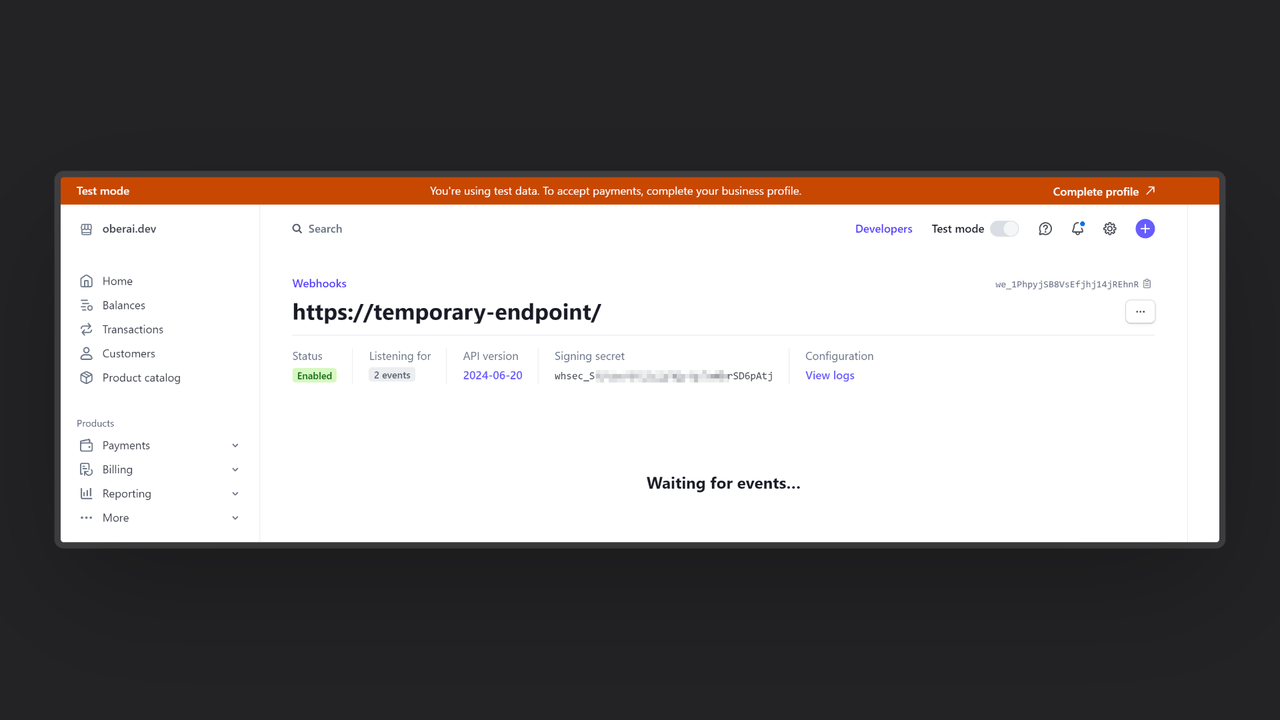 Test mode You're using test data. To accept payments, complete your business profile. Complete profile
oberai.dev
Search
Developers Test mode
Home
Balances
Transactions
Customers
Product catalog
Products
Payments
Billing
Reporting
More
Webhooks
we_1PhpyjSB8VsEfjhj14jREhnR
https://temporary-endpoint/
Status Listening for API version Signing secret Configuration
Enabled 2 events 2024-06-20 whsec_S rSD6pAtj View logs
Waiting for events...